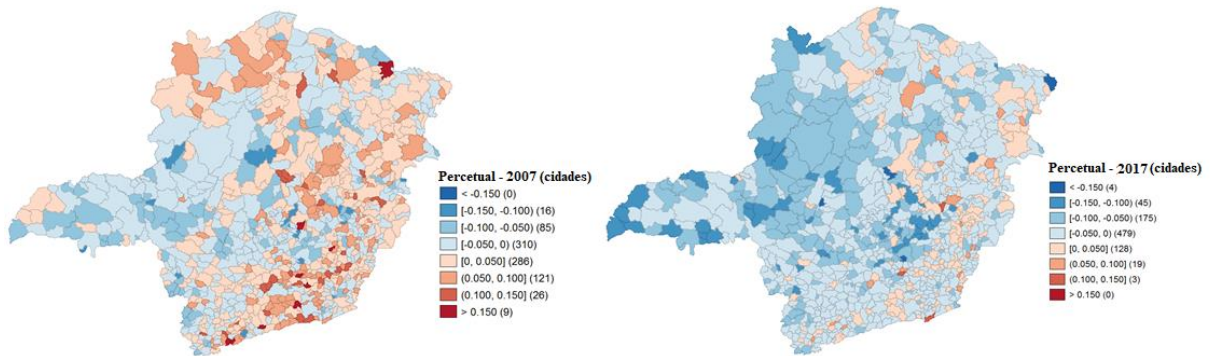 Percetual - 2007 (cidades)
< -0.150 (0)
[-0.150, -0.100) (16)
[-0.100, -0.050) (85)
[-0.050, 0) (310)
[0, 0.050] (286)
(0.050, 0.100] (121)
(0.100, 0.150] (26)
> 0.150 (9)
Percetual - 2017 (cidades)
< -0.150 (4)
[-0.150, -0.100) (45)
[-0.100, -0.050) (175)
[-0.050, 0) (479)
[0, 0.050] (128)
(0.050, 0.100] (19)
(0.100, 0.150] (3)
> 0.150 (0)